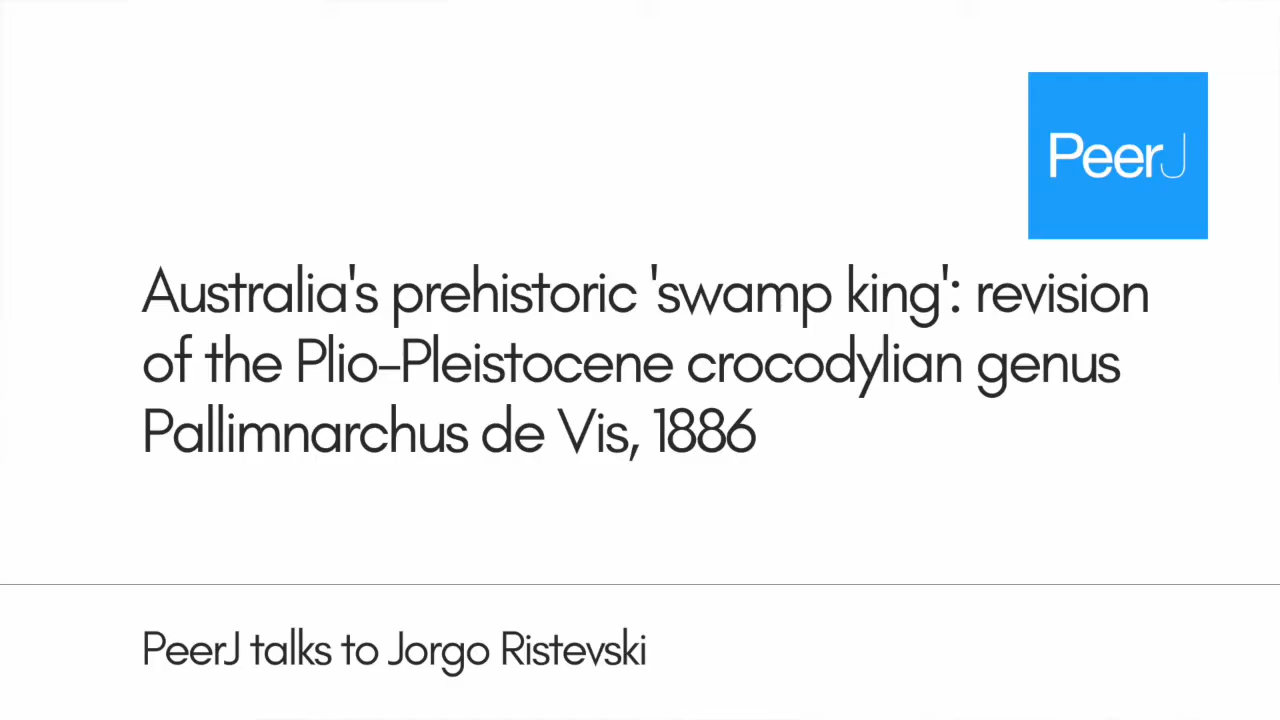 PeerJ
Australia's prehistoric 'swamp king': revision
of the Plio-Pleistocene crocodylian genus
Pallimnarchus de Vis, 1886
PeerJ talks to Jorgo Ristevski